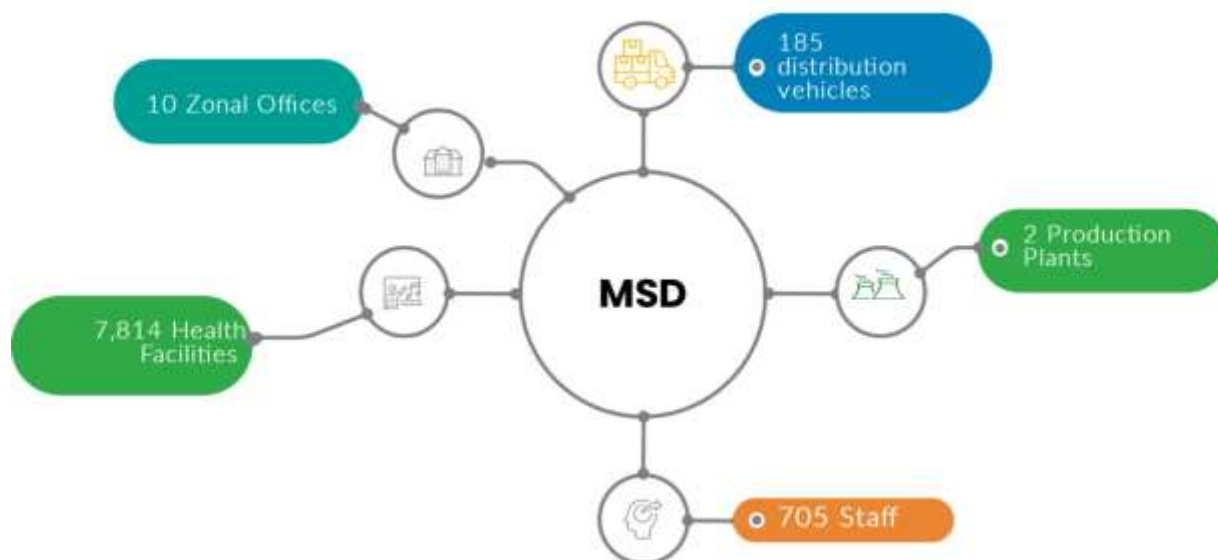 185
distribution
vehicles
10 Zonal Offices
2 Production
Plants
MSD
7,814 Health
Facilities
705 Staff